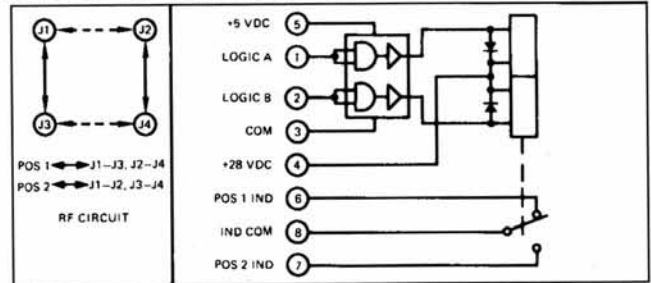 J1 J2
J3 J4
POS 1 ◄─► J1-J3, J2-J4
POS 2 ◄─► J1-J2, J3-J4
RF CIRCUIT
+5 VDC 5
LOGIC A 1
LOGIC B 2
COM 3
+28 VDC 4
POS 1 IND 6
IND COM 8
POS 2 IND 7